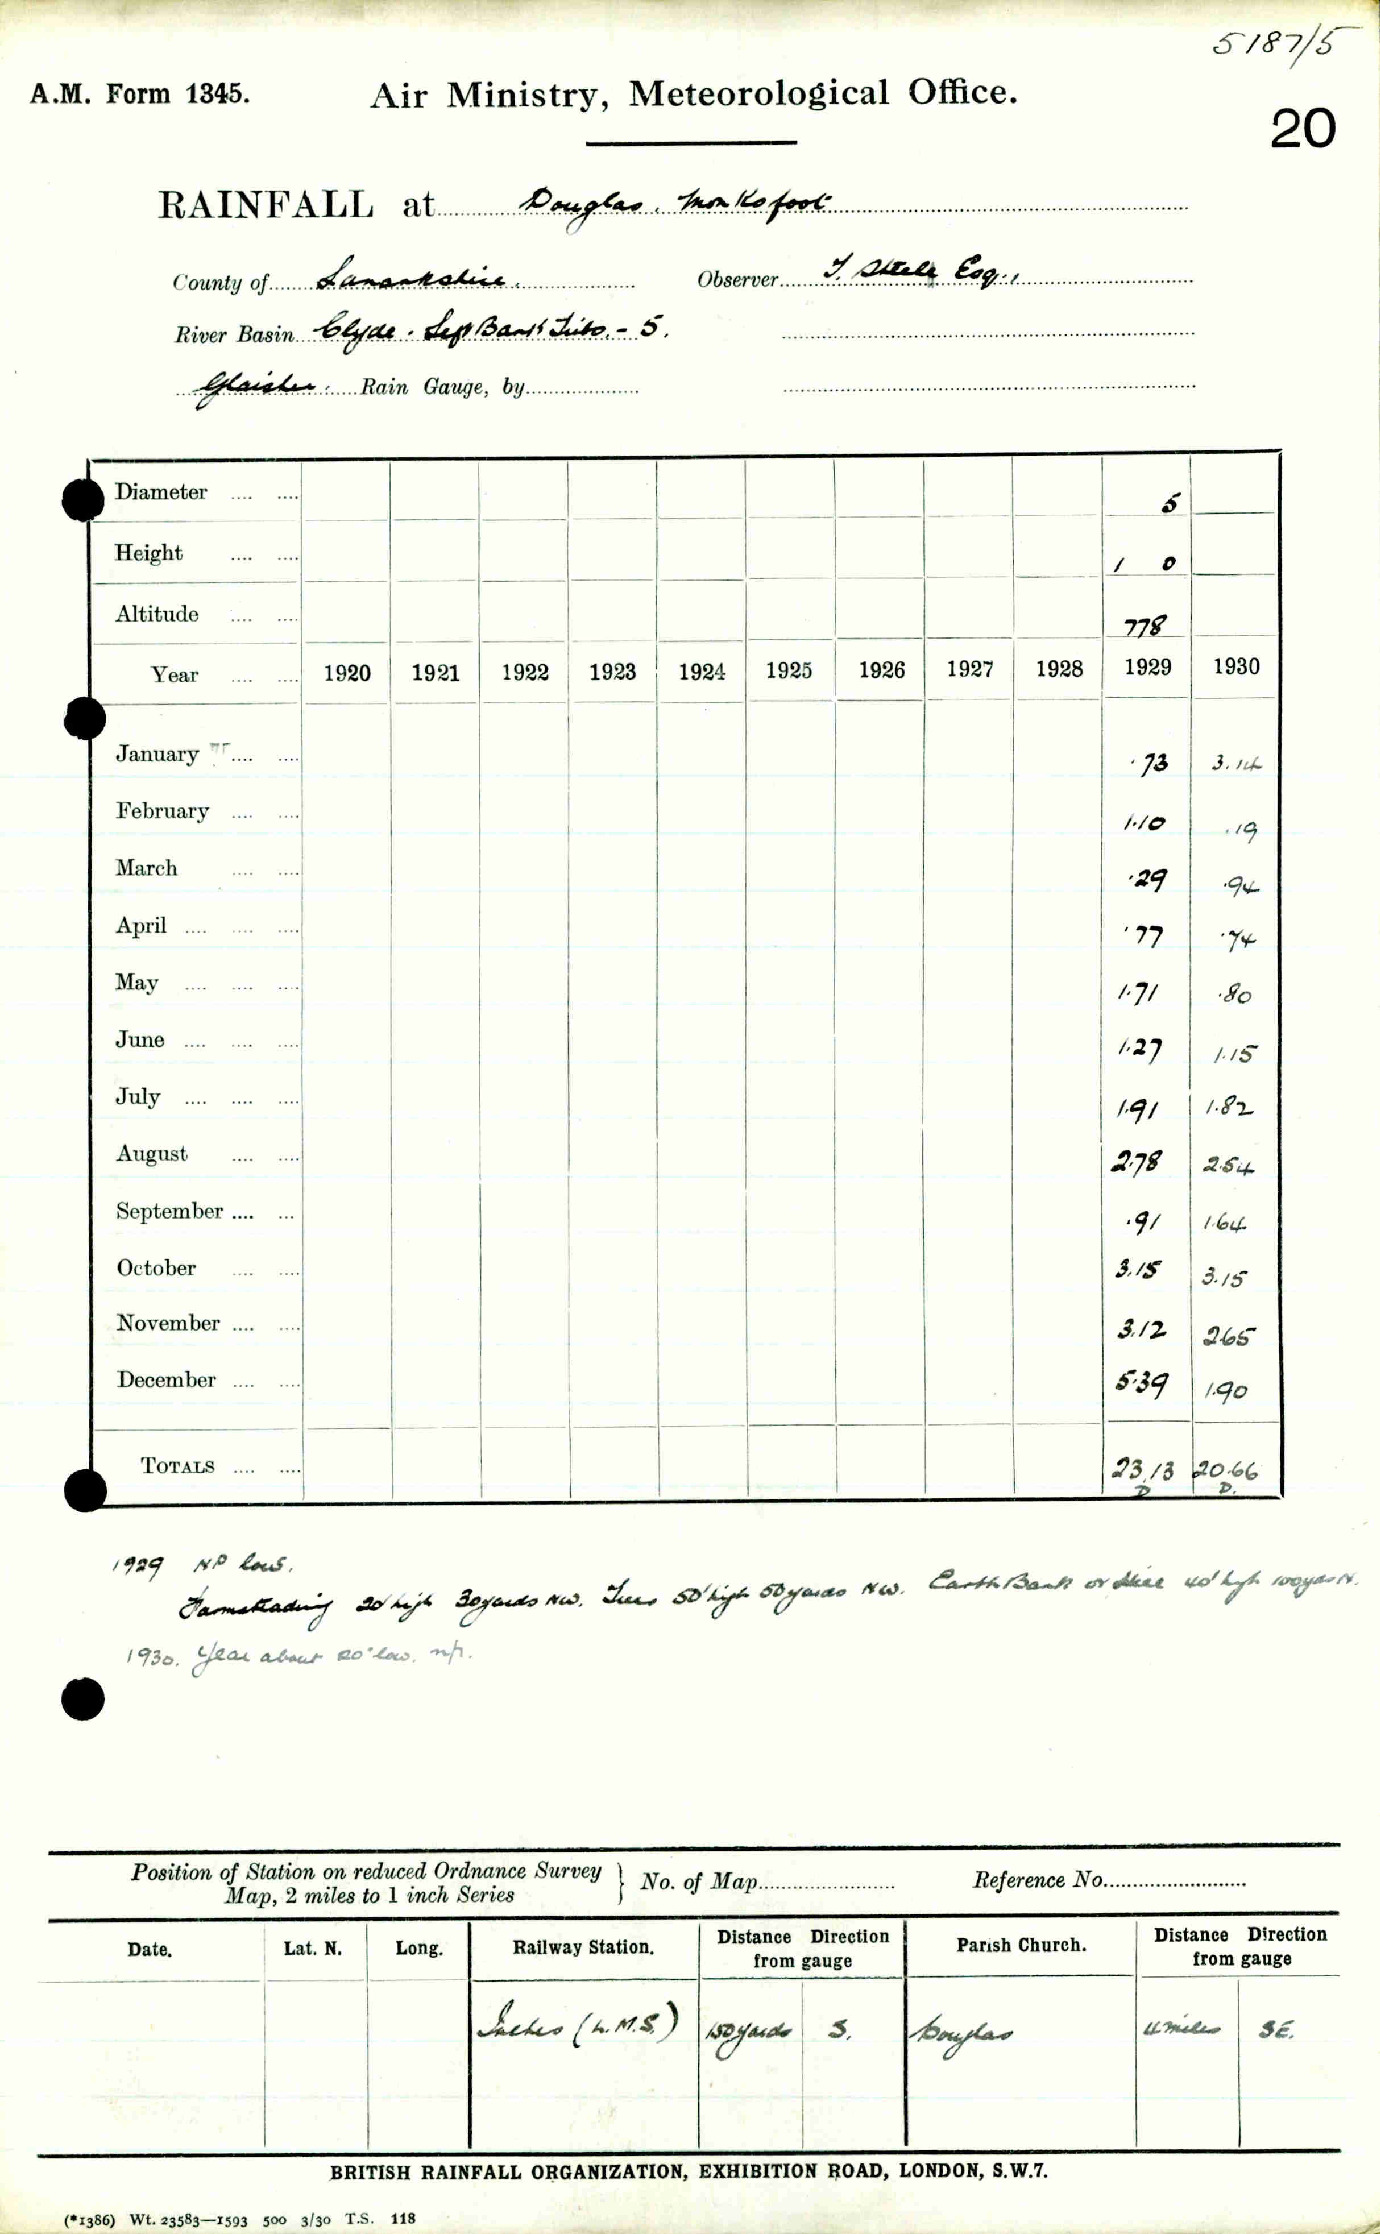 5187/5
A.M. Form 1345. Air Ministry, Meteorological Office.
20
RAINFALL at Douglas. Monksfoot
County of Lanarkshire. Observer T. Steele Esq.,
River Basin Clyde. Left Bank Tribs. - 5.
Glaisher. Rain Gauge, by
Diameter .... .... 5
Height .... .... 1 0
Altitude .... .... 778
Year .... .... 1920 1921 1922 1923 1924 1925 1926 1927 1928 1929 1930
January .... .... .73 3.14
February .... .... 1.10 .19
March .... .... .29 .94
April .... .... .... .77 .74
May .... .... .... 1.71 .80
June .... .... .... 1.27 1.15
July .... .... .... 1.91 1.82
August .... .... 2.78 2.54
September .... ... .91 1.64
October .... .... 3.15 3.15
November .... .... 3.12 2.65
December .... .... 5.39 1.90
TOTALS .... .... 23.13 20.66
D D.
1929 NP low.
Farmsteading 20' high 30 yards NW. Trees 50' high 50 yards NW. Earth Bank or 40' high 100 yds N.
1930. Year about 20" low. n/p.
Position of Station on reduced Ordnance Survey } No. of Map Reference No.
Map, 2 miles to 1 inch Series
Date. Lat. N. Long. Railway Station. Distance Direction from gauge Parish Church. Distance Direction from gauge
Inches (L.M.S.) 150 yards S. Douglas 4 miles SE.
BRITISH RAINFALL ORGANIZATION, EXHIBITION ROAD, LONDON, S.W.7.
(*1386) Wt. 23583—1593 500 3/30 T.S. 118